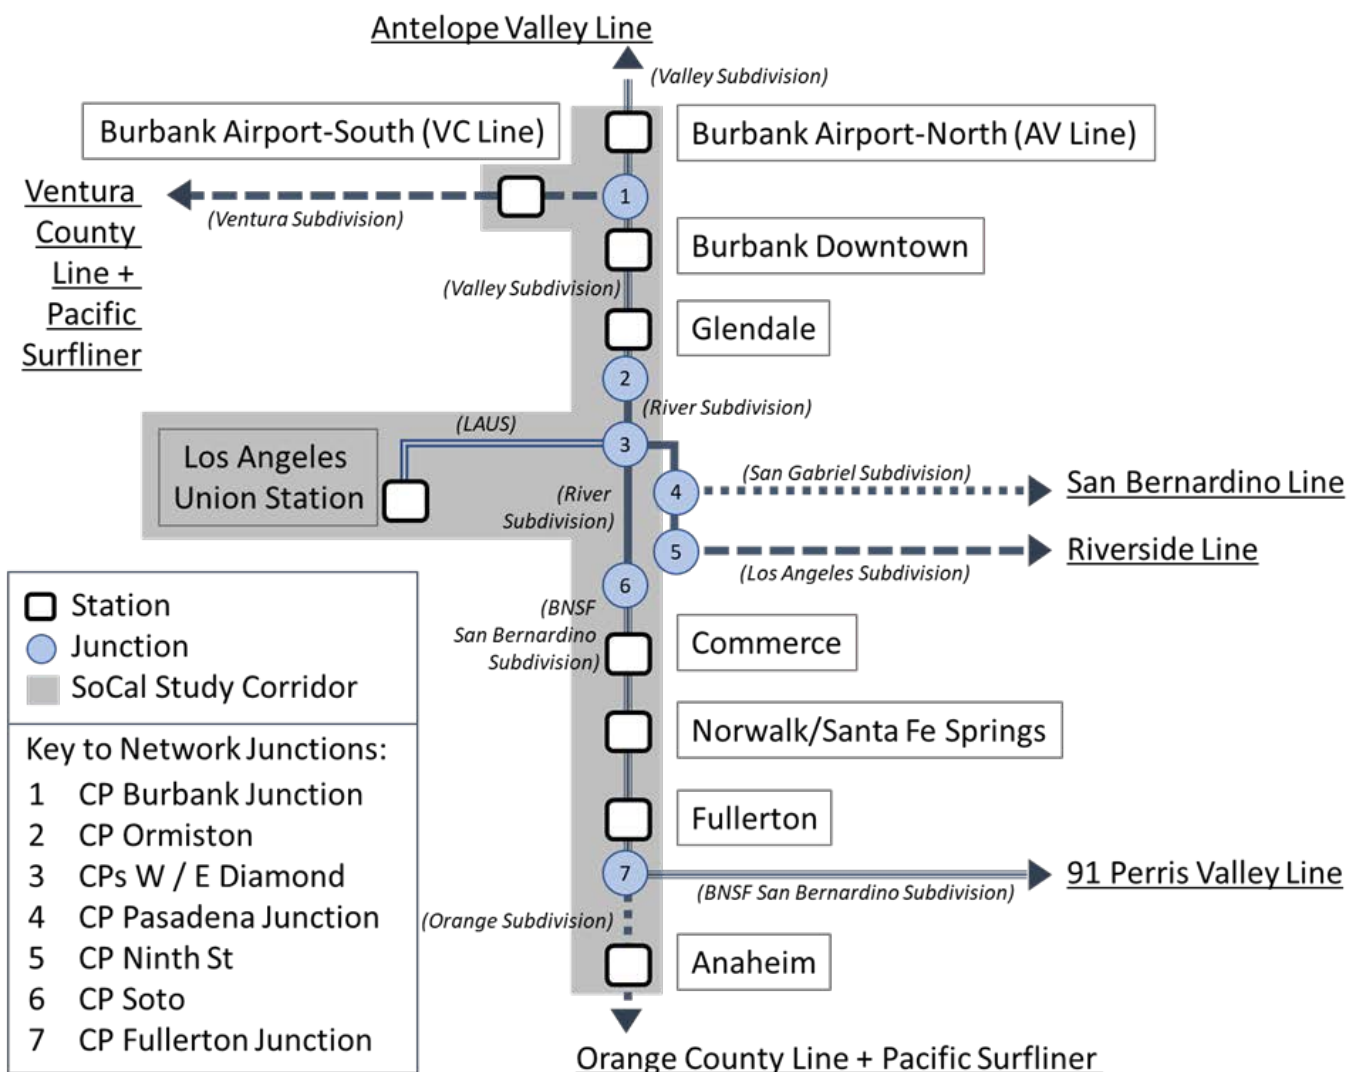 Antelope Valley Line
(Valley Subdivision)
Burbank Airport-South (VC Line)
Burbank Airport-North (AV Line)
Ventura
County
Line +
Pacific
Surfliner
(Ventura Subdivision)
1
Burbank Downtown
(Valley Subdivision)
Glendale
2
(River Subdivision)
(LAUS)
3
Los Angeles
Union Station
(River
Subdivision)
4
(San Gabriel Subdivision)
San Bernardino Line
5
(Los Angeles Subdivision)
Riverside Line
6
(BNSF
San Bernardino
Subdivision)
Commerce
Norwalk/Santa Fe Springs
Fullerton
7
(BNSF San Bernardino Subdivision)
91 Perris Valley Line
(Orange Subdivision)
Anaheim
Orange County Line + Pacific Surfliner
Station
Junction
SoCal Study Corridor
Key to Network Junctions:
1 CP Burbank Junction
2 CP Ormiston
3 CPs W / E Diamond
4 CP Pasadena Junction
5 CP Ninth St
6 CP Soto
7 CP Fullerton Junction